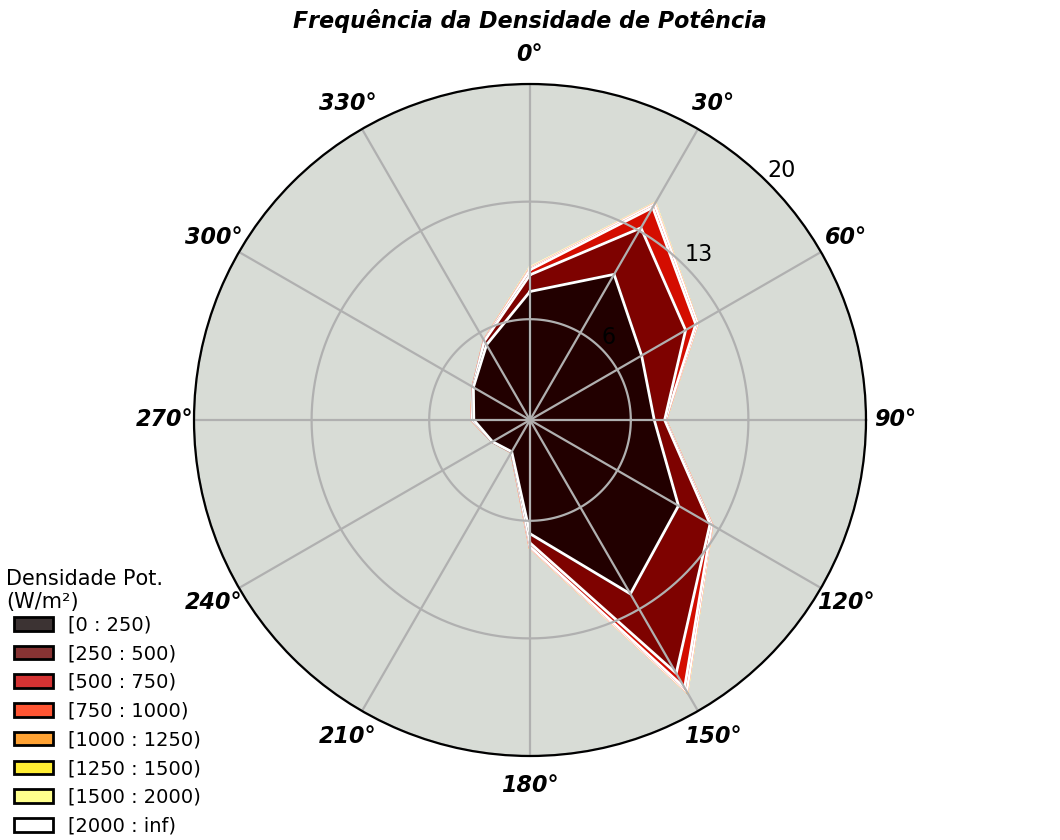 Frequência da Densidade de Potência
0°
330°
30°
20
300°
60°
13
6
270°
90°
240°
120°
210°
150°
180°
Densidade Pot.
(W/m²)
[0 : 250)
[250 : 500)
[500 : 750)
[750 : 1000)
[1000 : 1250)
[1250 : 1500)
[1500 : 2000)
[2000 : inf)